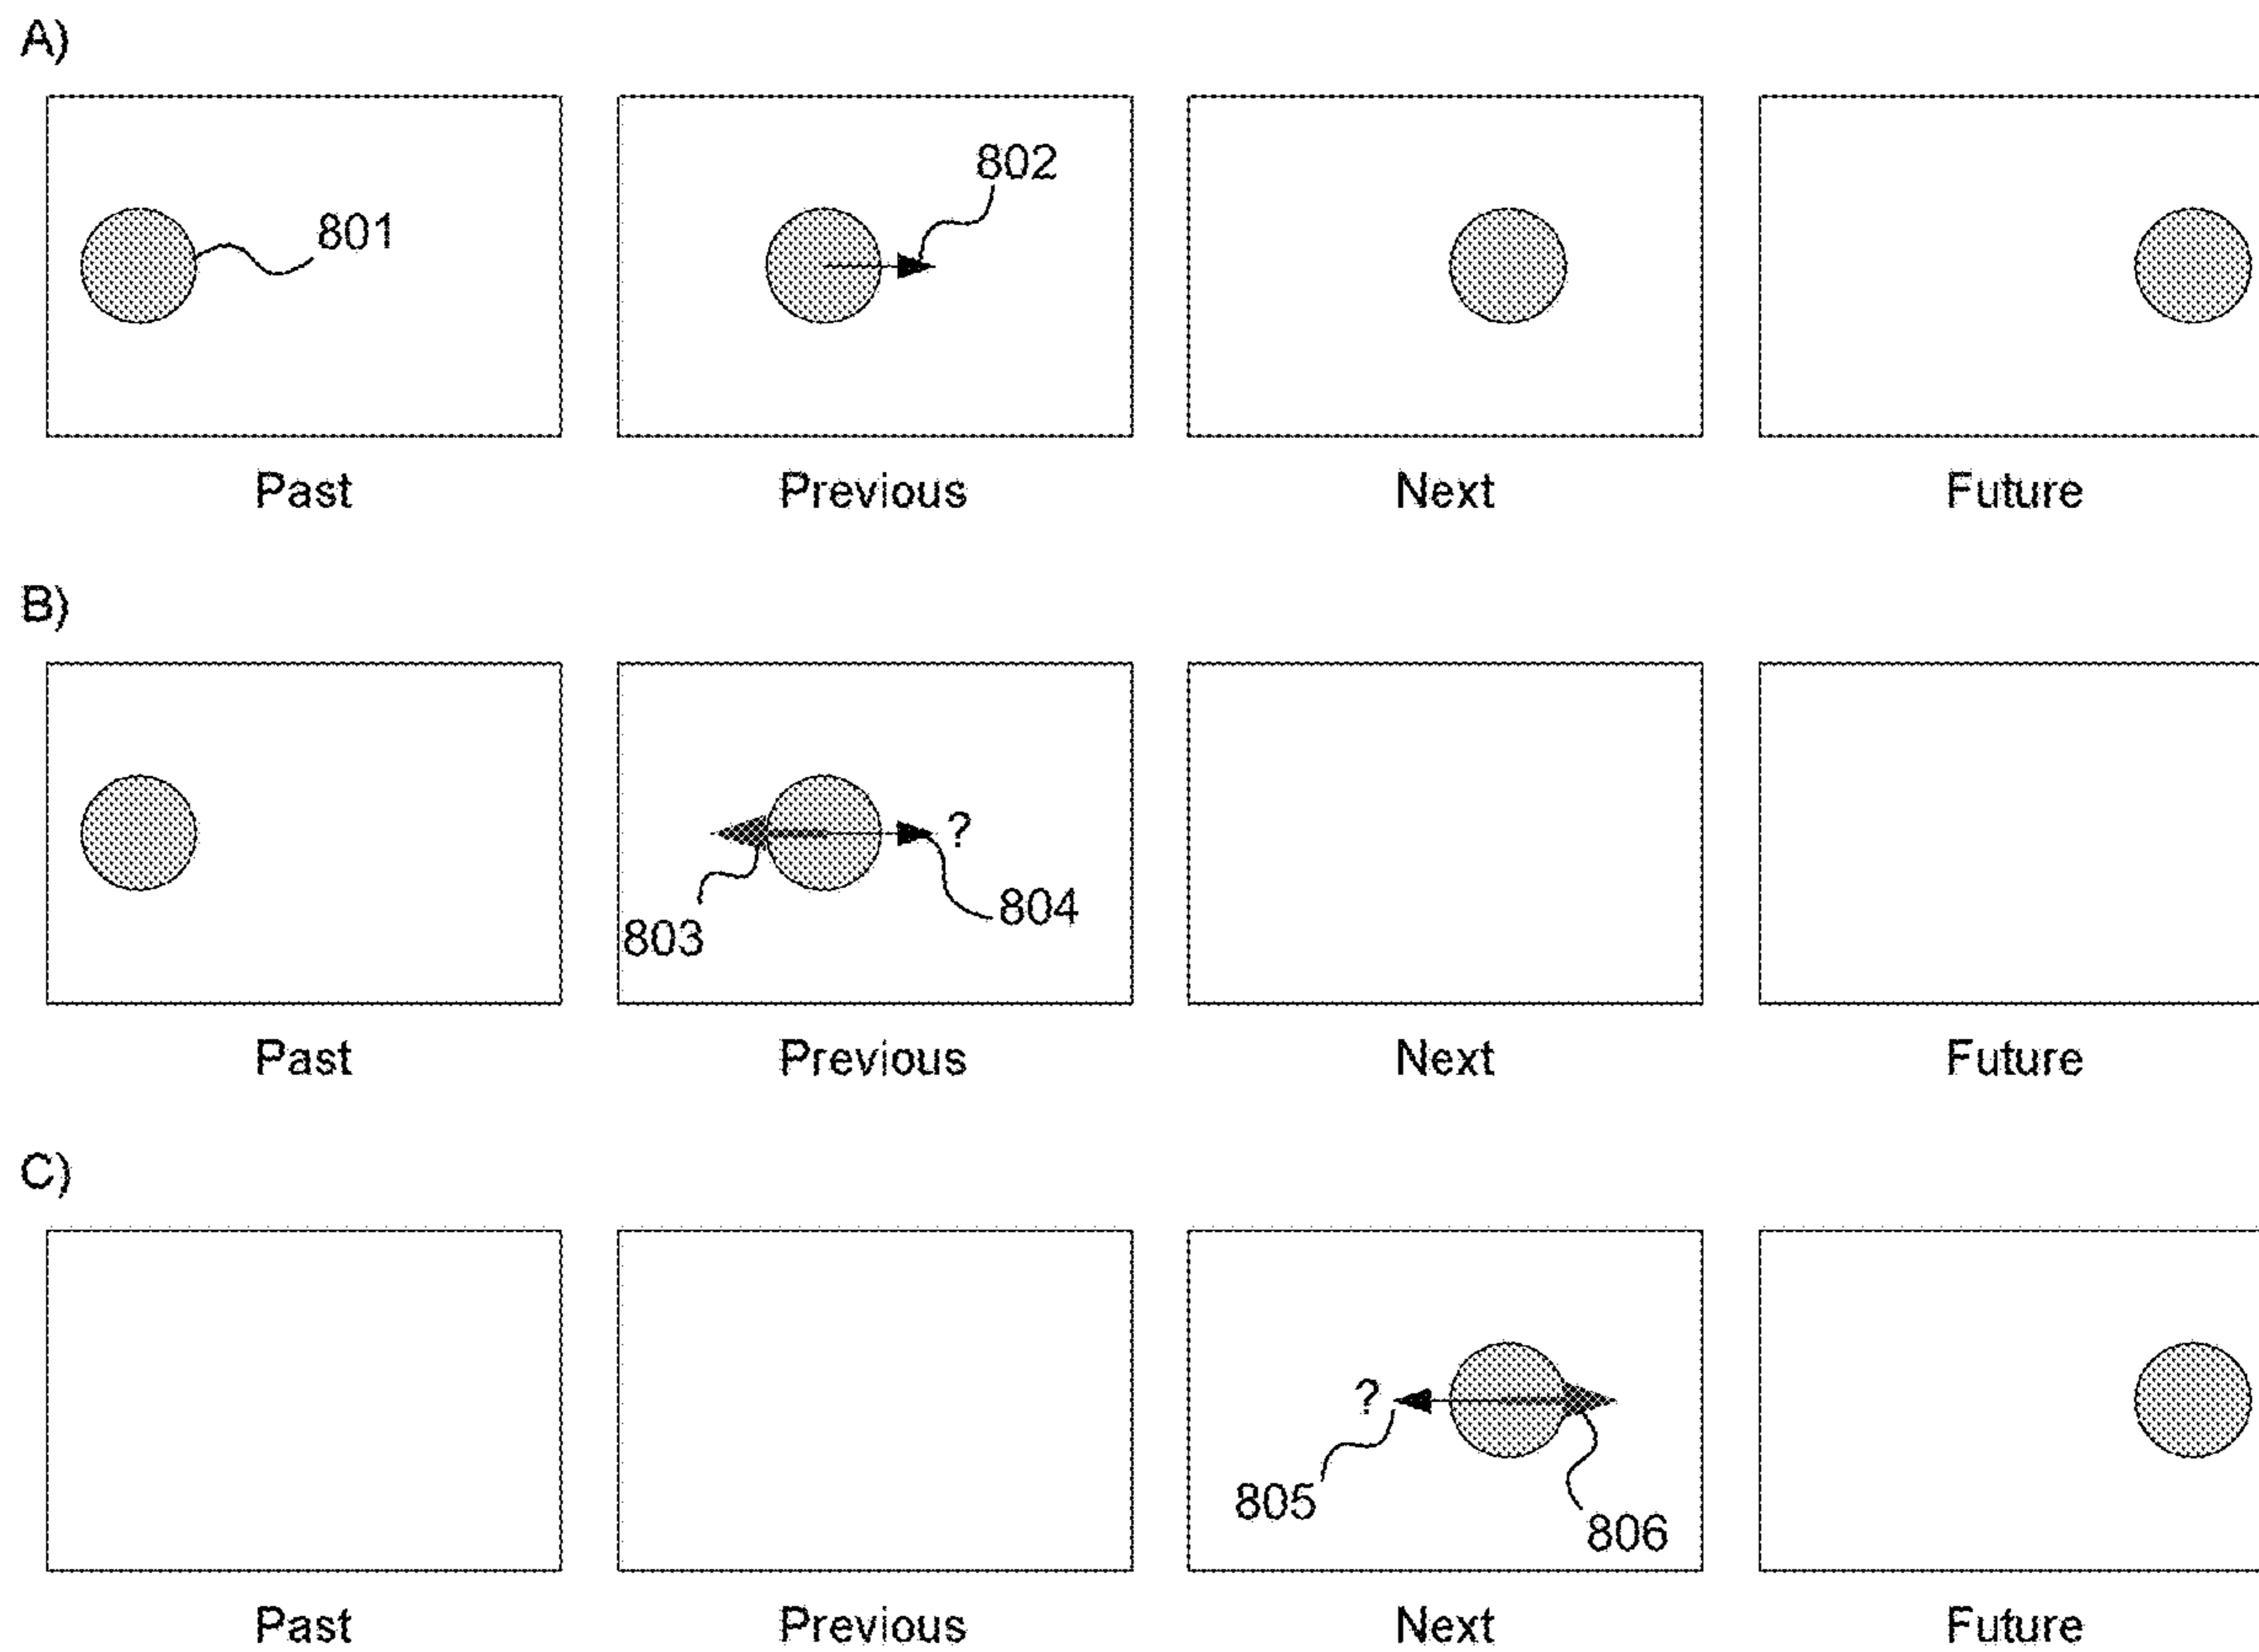 A)
802
801
Past Previous Next Future
B)
?
804
803
Past Previous Next Future
C)
?
805
806
Past Previous Next Future